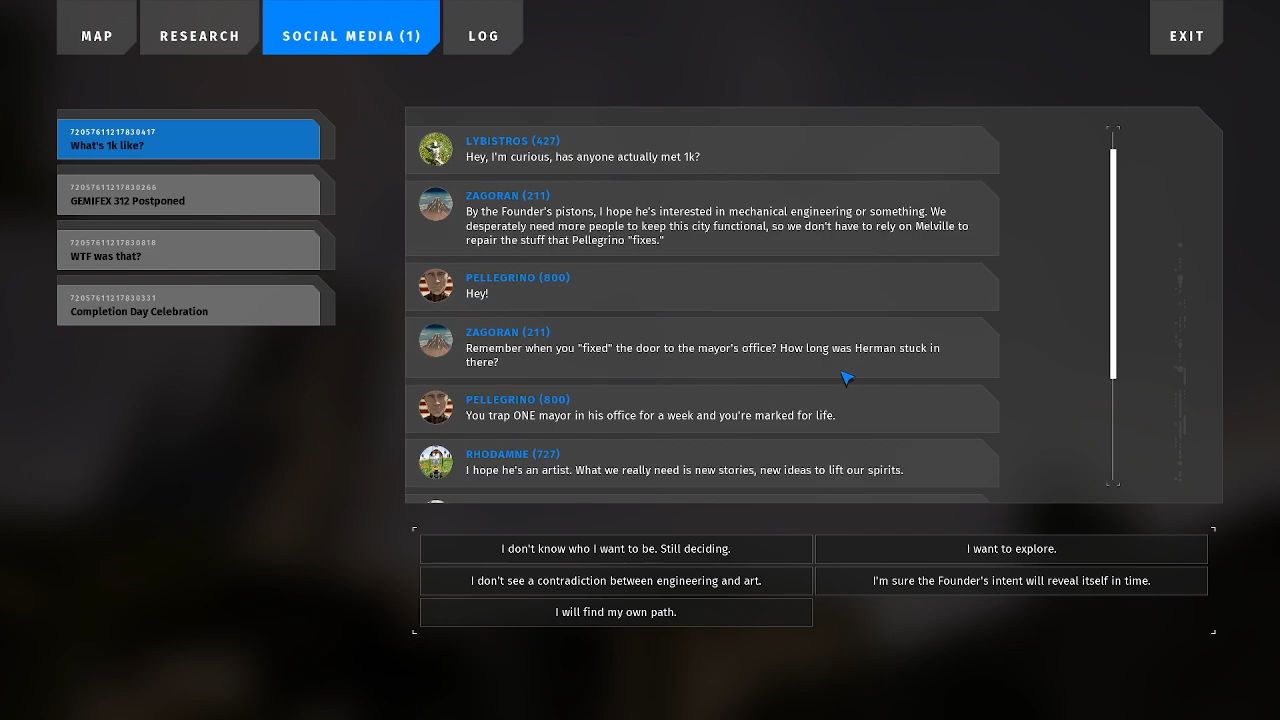 MAP
RESEARCH
SOCIAL MEDIA (1)
LOG
EXIT
72057611217830417
What's 1k like?
72057611217830266
GEMIFEX 312 Postponed
72057611217830818
WTF was that?
72057611217830331
Completion Day Celebration
LYBISTROS (427)
Hey, I'm curious, has anyone actually met 1k?
ZAGORAN (211)
By the Founder's pistons, I hope he's interested in mechanical engineering or something. We
desperately need more people to keep this city functional, so we don't have to rely on Melville to
repair the stuff that Pellegrino "fixes."
PELLEGRINO (800)
Hey!
ZAGORAN (211)
Remember when you "fixed" the door to the mayor's office? How long was Herman stuck in
there?
PELLEGRINO (800)
You trap ONE mayor in his office for a week and you're marked for life.
RHODAMNE (727)
I hope he's an artist. What we really need is new stories, new ideas to lift our spirits.
I don't know who I want to be. Still deciding.
I want to explore.
I don't see a contradiction between engineering and art.
I'm sure the Founder's intent will reveal itself in time.
I will find my own path.